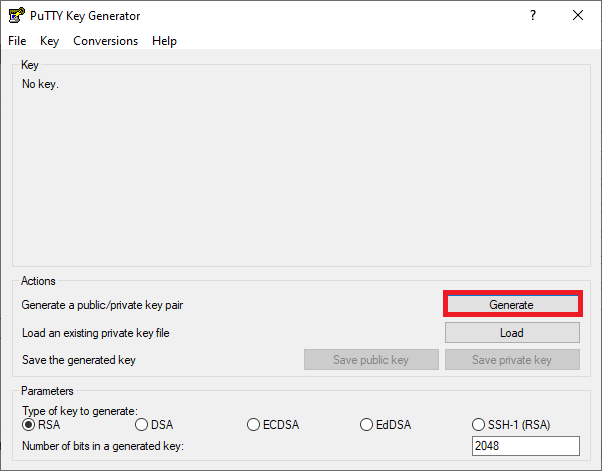 PuTTY Key Generator ?
File Key Conversions Help
Key
No key.
Actions
Generate a public/private key pair Generate
Load an existing private key file Load
Save the generated key Save public key Save private key
Parameters
Type of key to generate:
RSA DSA ECDSA EdDSA SSH-1 (RSA)
Number of bits in a generated key: 2048